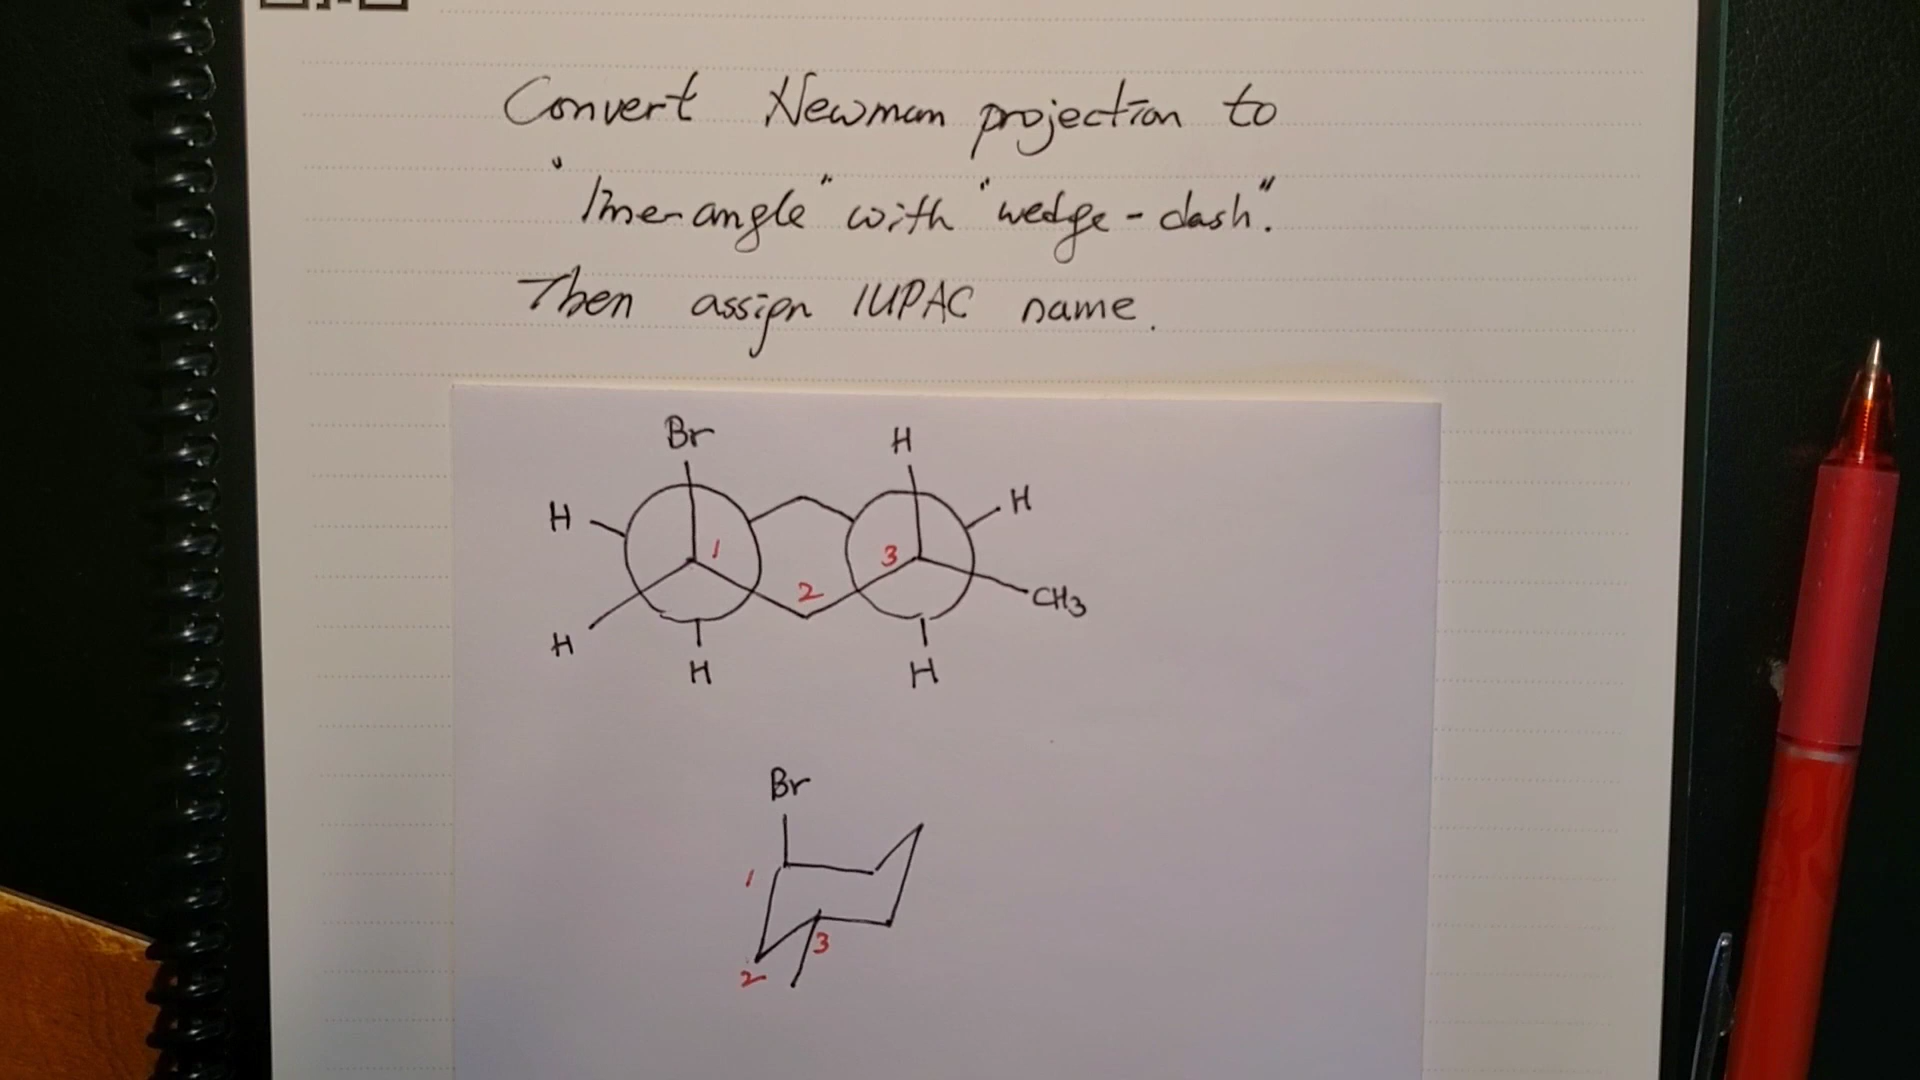 Convert Newman projection to
"line-angle" with "wedge-dash".
Then assign IUPAC name.
Br
H
H
H
1
3
2
CH3
H
H
H
Br
1
3
2